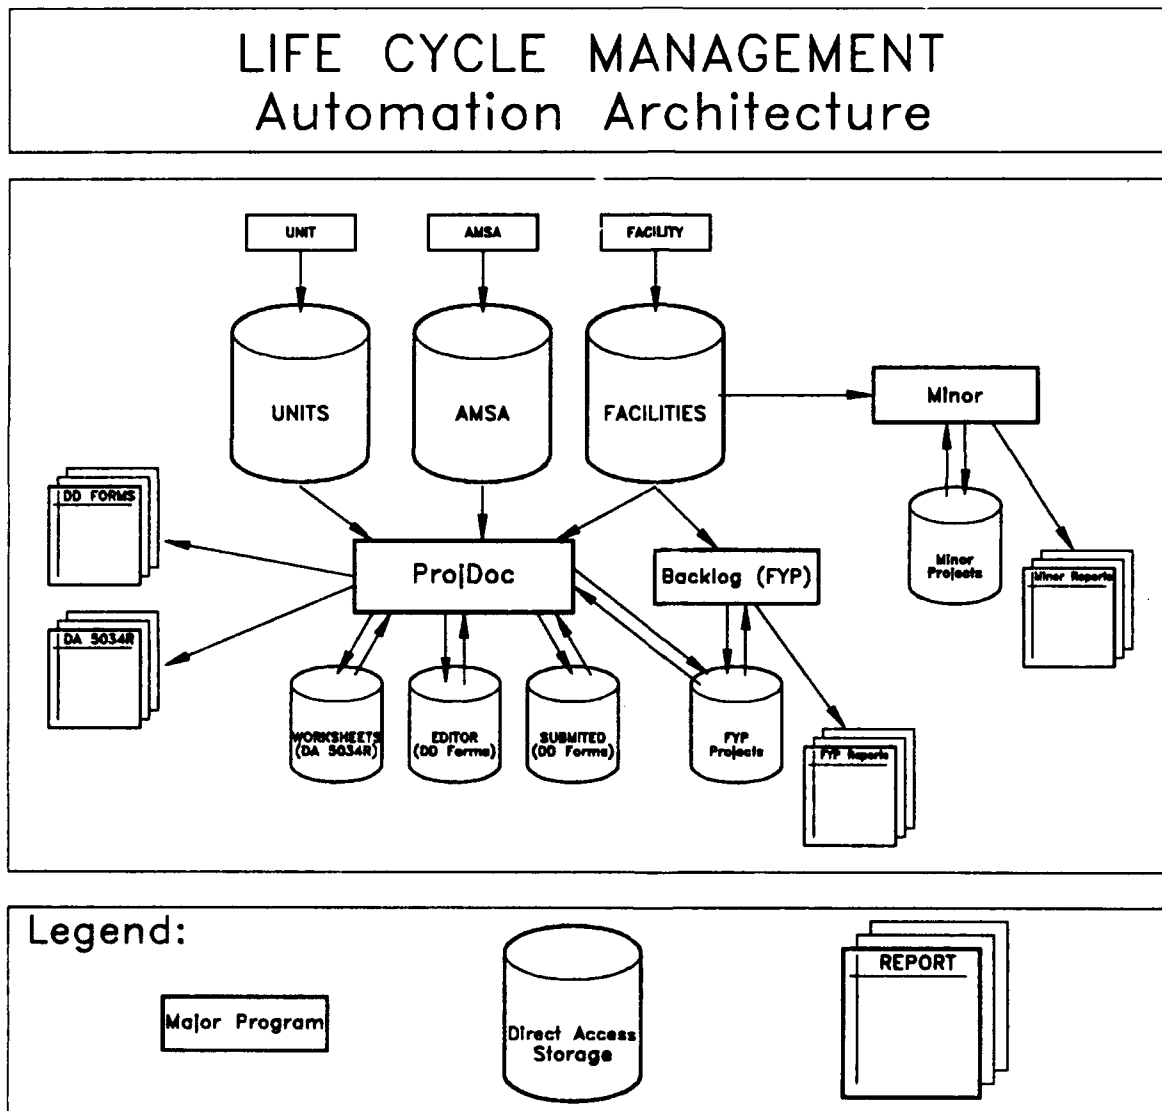 LIFE CYCLE MANAGEMENT
Automation Architecture
UNIT
AMSA
FACILITY
UNITS
AMSA
FACILITIES
Minor
DD FORMS
ProjDoc
Backlog (FYP)
Minor
Projects
Minor Reports
DA 5034R
WORKSHEETS
(DA 5034R)
EDITOR
(DD Forms)
SUBMITED
(DD Forms)
FYP
Projects
FYP Reports
Legend:
Major Program
Direct Access
Storage
REPORT